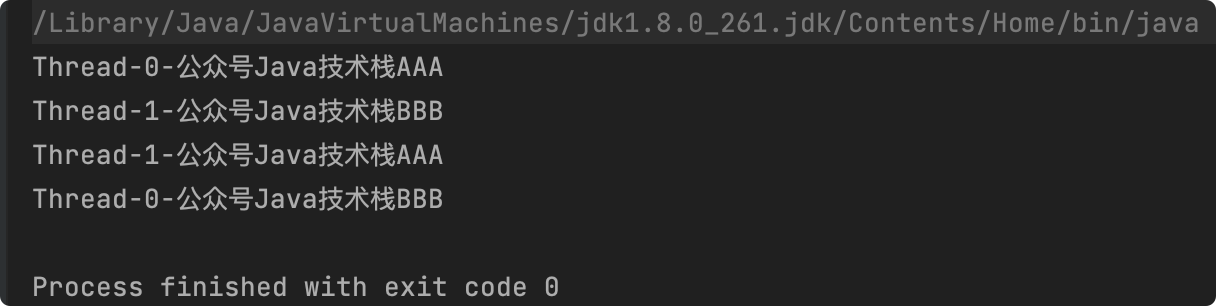 /Library/Java/JavaVirtualMachines/jdk1.8.0_261.jdk/Contents/Home/bin/java
Thread-0-公众号Java技术栈AAA
Thread-1-公众号Java技术栈BBB
Thread-1-公众号Java技术栈AAA
Thread-0-公众号Java技术栈BBB
Process finished with exit code 0